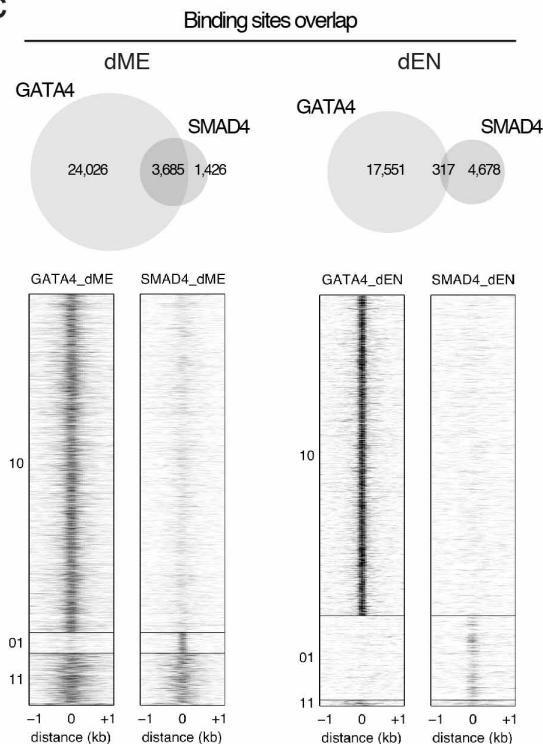 C
Binding sites overlap
dME
dEN
GATA4
SMAD4
24,026
3,685
1,426
GATA4
SMAD4
17,551
317
4,678
GATA4_dME
SMAD4_dME
10
01
11
−1 0 +1
distance (kb)
−1 0 +1
distance (kb)
GATA4_dEN
SMAD4_dEN
10
01
11
−1 0 +1
distance (kb)
−1 0 +1
distance (kb)